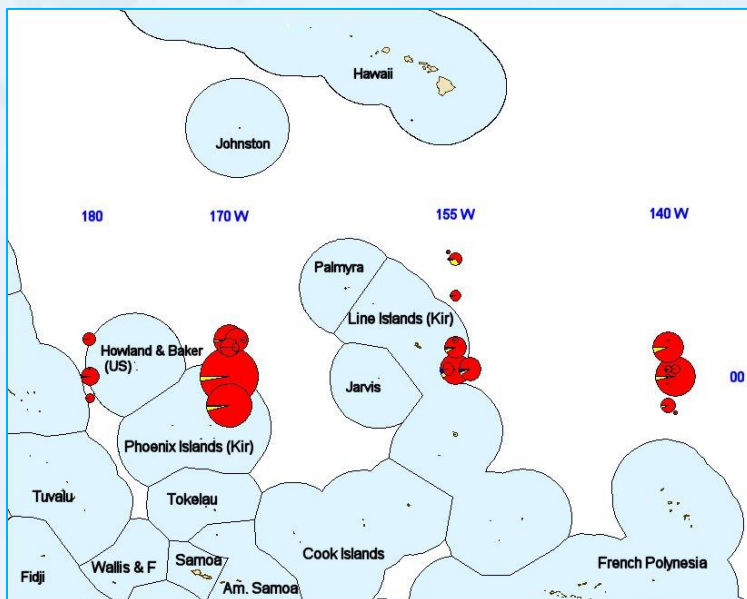 Hawaii
Johnston
180
170 W
155 W
140 W
Palmyra
Line Islands (Kir)
Howland & Baker
(US)
Jarvis
00
Phoenix Islands (Kir)
Tuvalu
Tokelau
Cook Islands
Samoa
Wallis & F
French Polynesia
Fidji
Am. Samoa